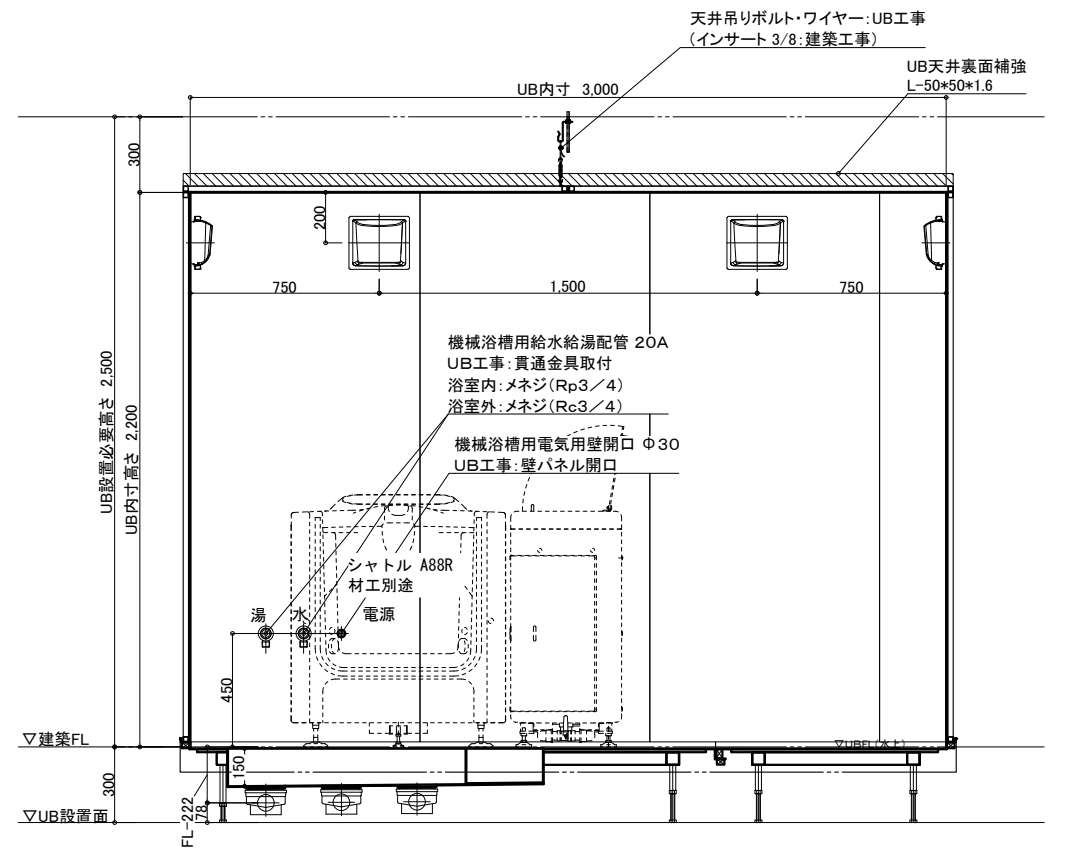 天井吊りボルト・ワイヤー：UB工事
（インサート 3/8：建築工事）
UB天井裏面補強
L-50*50*1.6
UB内寸 3,000
300
200
750
1,500
750
機械浴槽用給水給湯配管 20A
UB工事：貫通金具取付
浴室内：メネジ（Rp3／4）
浴室外：メネジ（Rc3／4）
機械浴槽用電気用壁開口 Φ30
UB工事：壁パネル開口
UB設置必要高さ 2,500
UB内寸高さ 2,200
シャトル A88R
材工別途
湯
水
電源
450
▽建築FL
▽UBFL(水上)
150
300
FL-222
78
▽UB設置面